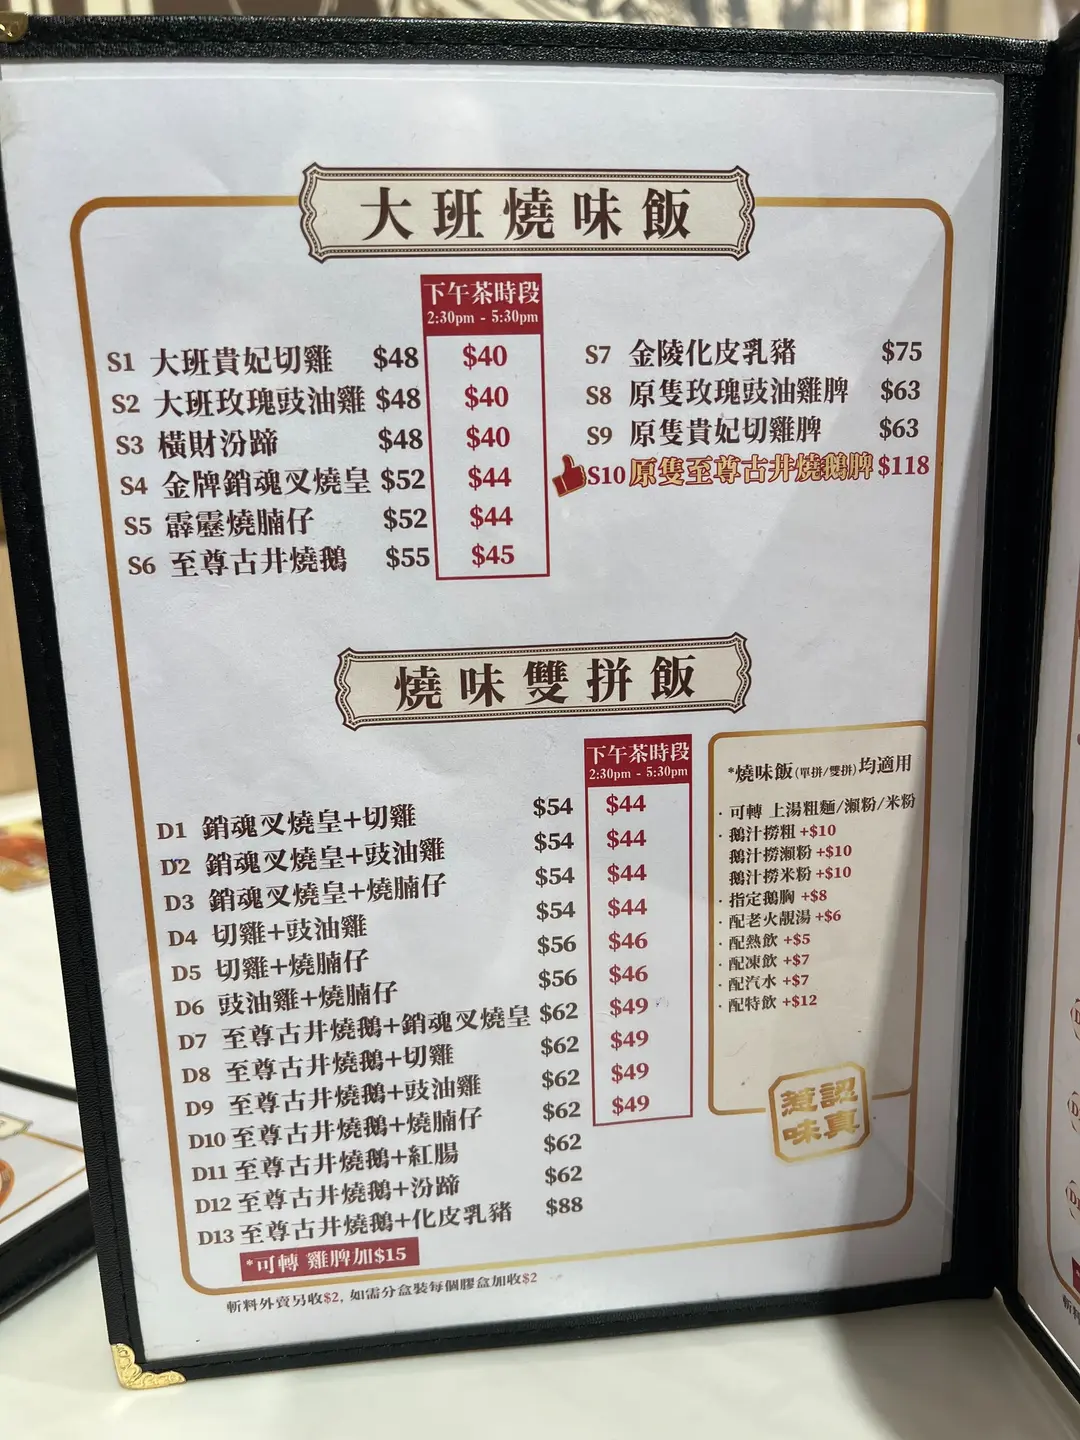 大班燒味飯
下午茶時段
2:30pm - 5:30pm
S1 大班貴妃切雞 $48 $40
S2 大班玫瑰豉油雞 $48 $40
S3 橫財汾蹄 $48 $40
S4 金牌銷魂叉燒皇 $52 $44
S5 霹靂燒腩仔 $52 $44
S6 至尊古井燒鵝 $55 $45
S7 金陵化皮乳豬 $75
S8 原隻玫瑰豉油雞脾 $63
S9 原隻貴妃切雞脾 $63
S10 原隻至尊古井燒鵝脾 $118
燒味雙拼飯
下午茶時段
2:30pm - 5:30pm
D1 銷魂叉燒皇+切雞 $54 $44
D2 銷魂叉燒皇+豉油雞 $54 $44
D3 銷魂叉燒皇+燒腩仔 $54 $44
D4 切雞+豉油雞 $54 $44
D5 切雞+燒腩仔 $56 $46
D6 豉油雞+燒腩仔 $56 $46
D7 至尊古井燒鵝+銷魂叉燒皇 $62 $49
D8 至尊古井燒鵝+切雞 $62 $49
D9 至尊古井燒鵝+豉油雞 $62 $49
D10 至尊古井燒鵝+燒腩仔 $62 $49
D11 至尊古井燒鵝+紅腸 $62
D12 至尊古井燒鵝+汾蹄 $62
D13 至尊古井燒鵝+化皮乳豬 $88
*可轉 雞脾加$15
*燒味飯(單拼/雙拼)均適用
· 可轉 上湯粗麵/瀨粉/米粉
· 鵝汁撈粗 +$10
鵝汁撈瀨粉 +$10
鵝汁撈米粉 +$10
· 指定鵝胸 +$8
· 配老火靚湯 +$6
· 配熱飲 +$5
· 配凍飲 +$7
· 配汽水 +$7
· 配特飲 +$12
認真
惹味
斬料外賣另收$2, 如需分盒裝每個膠盒加收$2